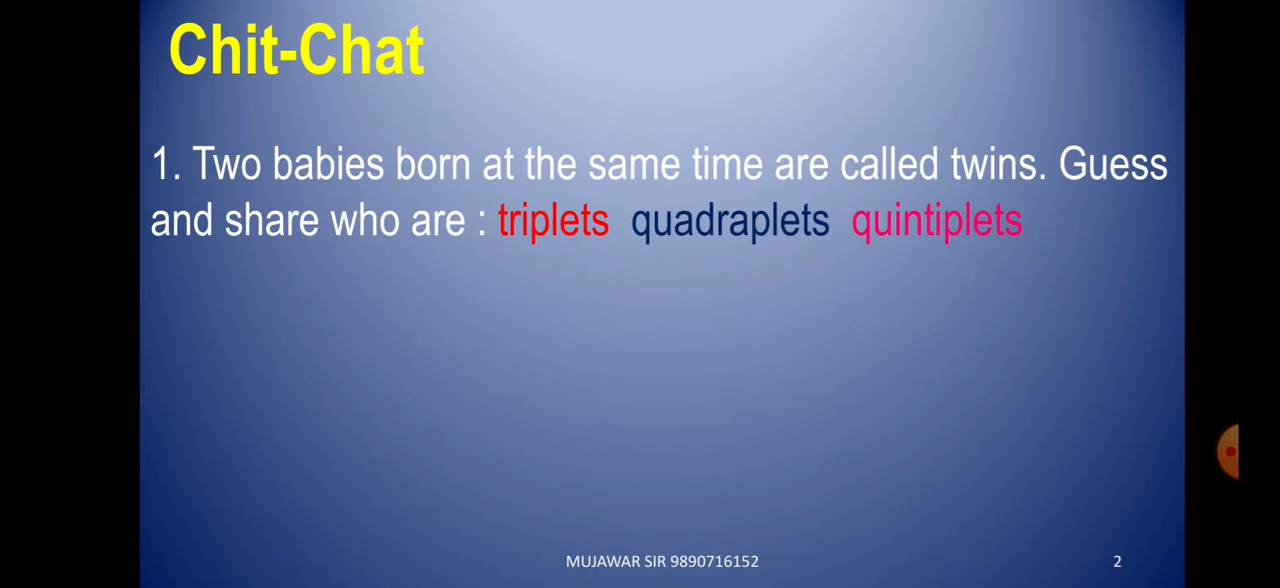 Chit-Chat
1. Two babies born at the same time are called twins. Guess
and share who are : triplets quadraplets quintiplets
MUJAWAR SIR 9890716152
2